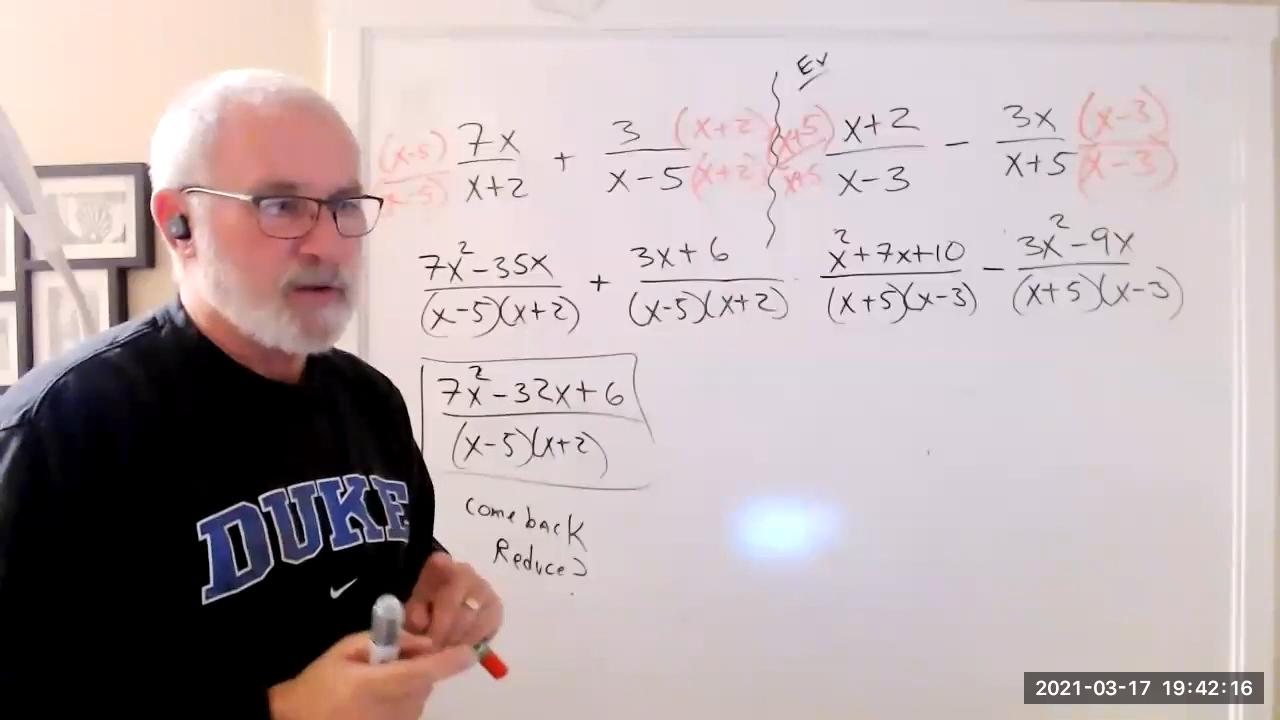 Ex
(x-5) 7x + 3 (x+2)
(x-5) x+2 x-5 (x+2)
(x+5) x+2 - 3x (x-3)
x+5 x-3 x+5 (x-3)
7x²-35x + 3x+6
(x-5)(x+2) (x-5)(x+2)
x²+7x+10 - 3x²-9x
(x+5)(x-3) (x+5)(x-3)
7x²-32x+6
(x-5)(x+2)
come back
Reduce?
DUKE
2021-03-17 19:42:16